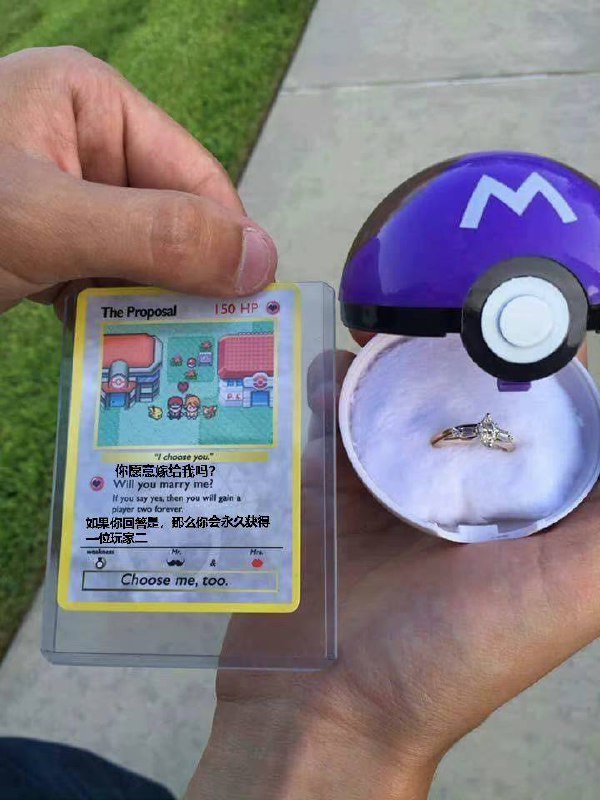 M
The Proposal 150 HP
P.C
"I choose you."
你愿意嫁给我吗?
Will you marry me?
If you say yes, then you will gain a
player two forever.
如果你回答是，那么你会永久获得
一位玩家二
weakness Mr. & Mrs.
Choose me, too.